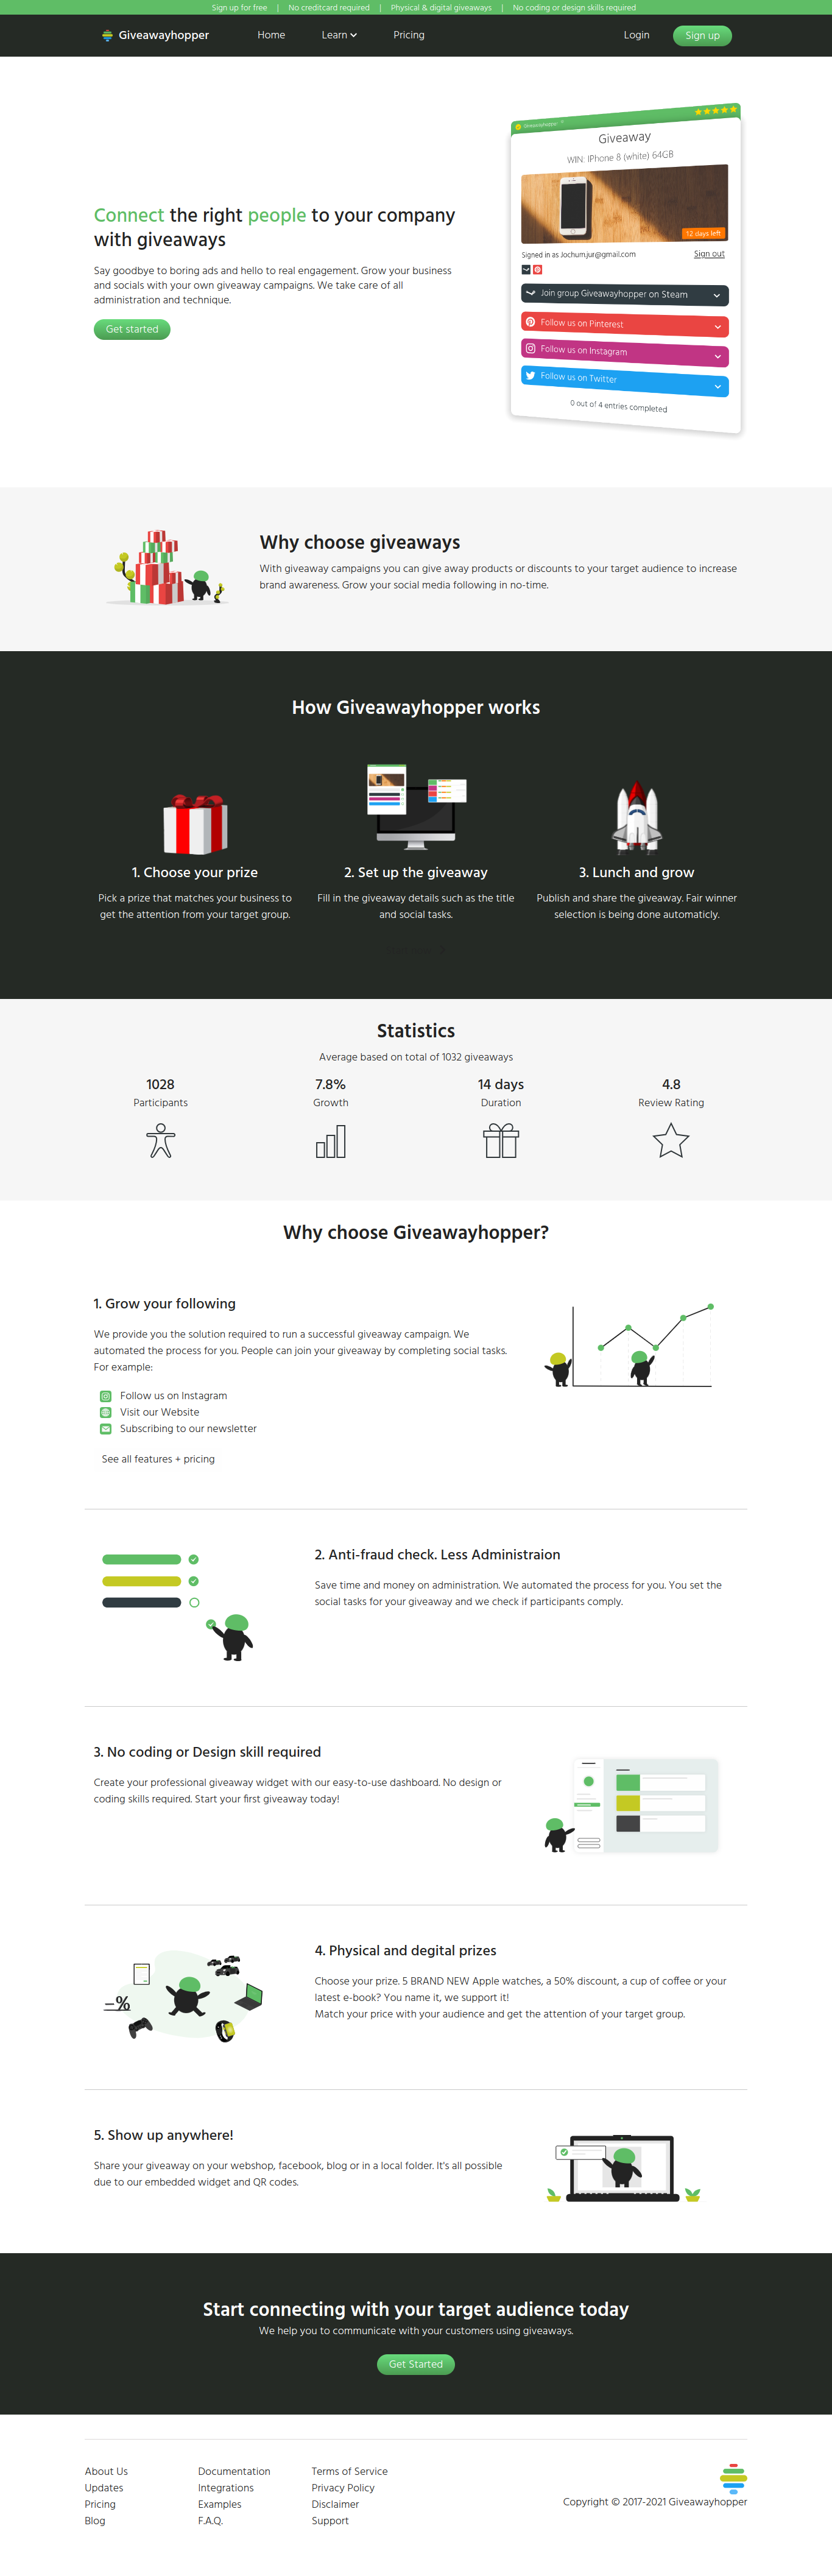 Sign up for free | No creditcard required | Physical & digital giveaways | No coding or design skills required
Giveawayhopper Home Learn Pricing Login Sign up
Giveawayhopper
Giveaway
WIN: IPhone 8 (white) 64GB
12 days left
Signed in as Jochum.jur@gmail.com Sign out
Join group Giveawayhopper on Steam
Follow us on Pinterest
Follow us on Instagram
Follow us on Twitter
0 out of 4 entries completed
Connect the right people to your company
with giveaways
Say goodbye to boring ads and hello to real engagement. Grow your business
and socials with your own giveaway campaigns. We take care of all
administration and technique.
Get started
Why choose giveaways
With giveaway campaigns you can give away products or discounts to your target audience to increase
brand awareness. Grow your social media following in no-time.
How Giveawayhopper works
1. Choose your prize
Pick a prize that matches your business to
get the attention from your target group.
2. Set up the giveaway
Fill in the giveaway details such as the title
and social tasks.
3. Lunch and grow
Publish and share the giveaway. Fair winner
selection is being done automaticly.
Statistics
Average based on total of 1032 giveaways
1028
Participants
7.8%
Growth
14 days
Duration
4.8
Review Rating
Why choose Giveawayhopper?
1. Grow your following
We provide you the solution required to run a successful giveaway campaign. We
automated the process for you. People can join your giveaway by completing social tasks.
For example:
Follow us on Instagram
Visit our Website
Subscribing to our newsletter
See all features + pricing
2. Anti-fraud check. Less Administraion
Save time and money on administration. We automated the process for you. You set the
social tasks for your giveaway and we check if participants comply.
3. No coding or Design skill required
Create your professional giveaway widget with our easy-to-use dashboard. No design or
coding skills required. Start your first giveaway today!
-%
4. Physical and degital prizes
Choose your prize. 5 BRAND NEW Apple watches, a 50% discount, a cup of coffee or your
latest e-book? You name it, we support it!
Match your price with your audience and get the attention of your target group.
5. Show up anywhere!
Share your giveaway on your webshop, facebook, blog or in a local folder. It's all possible
due to our embedded widget and QR codes.
Start connecting with your target audience today
We help you to communicate with your customers using giveaways.
Get Started
About Us
Updates
Pricing
Blog
Documentation
Integrations
Examples
F.A.Q.
Terms of Service
Privacy Policy
Disclaimer
Support
Copyright © 2017-2021 Giveawayhopper